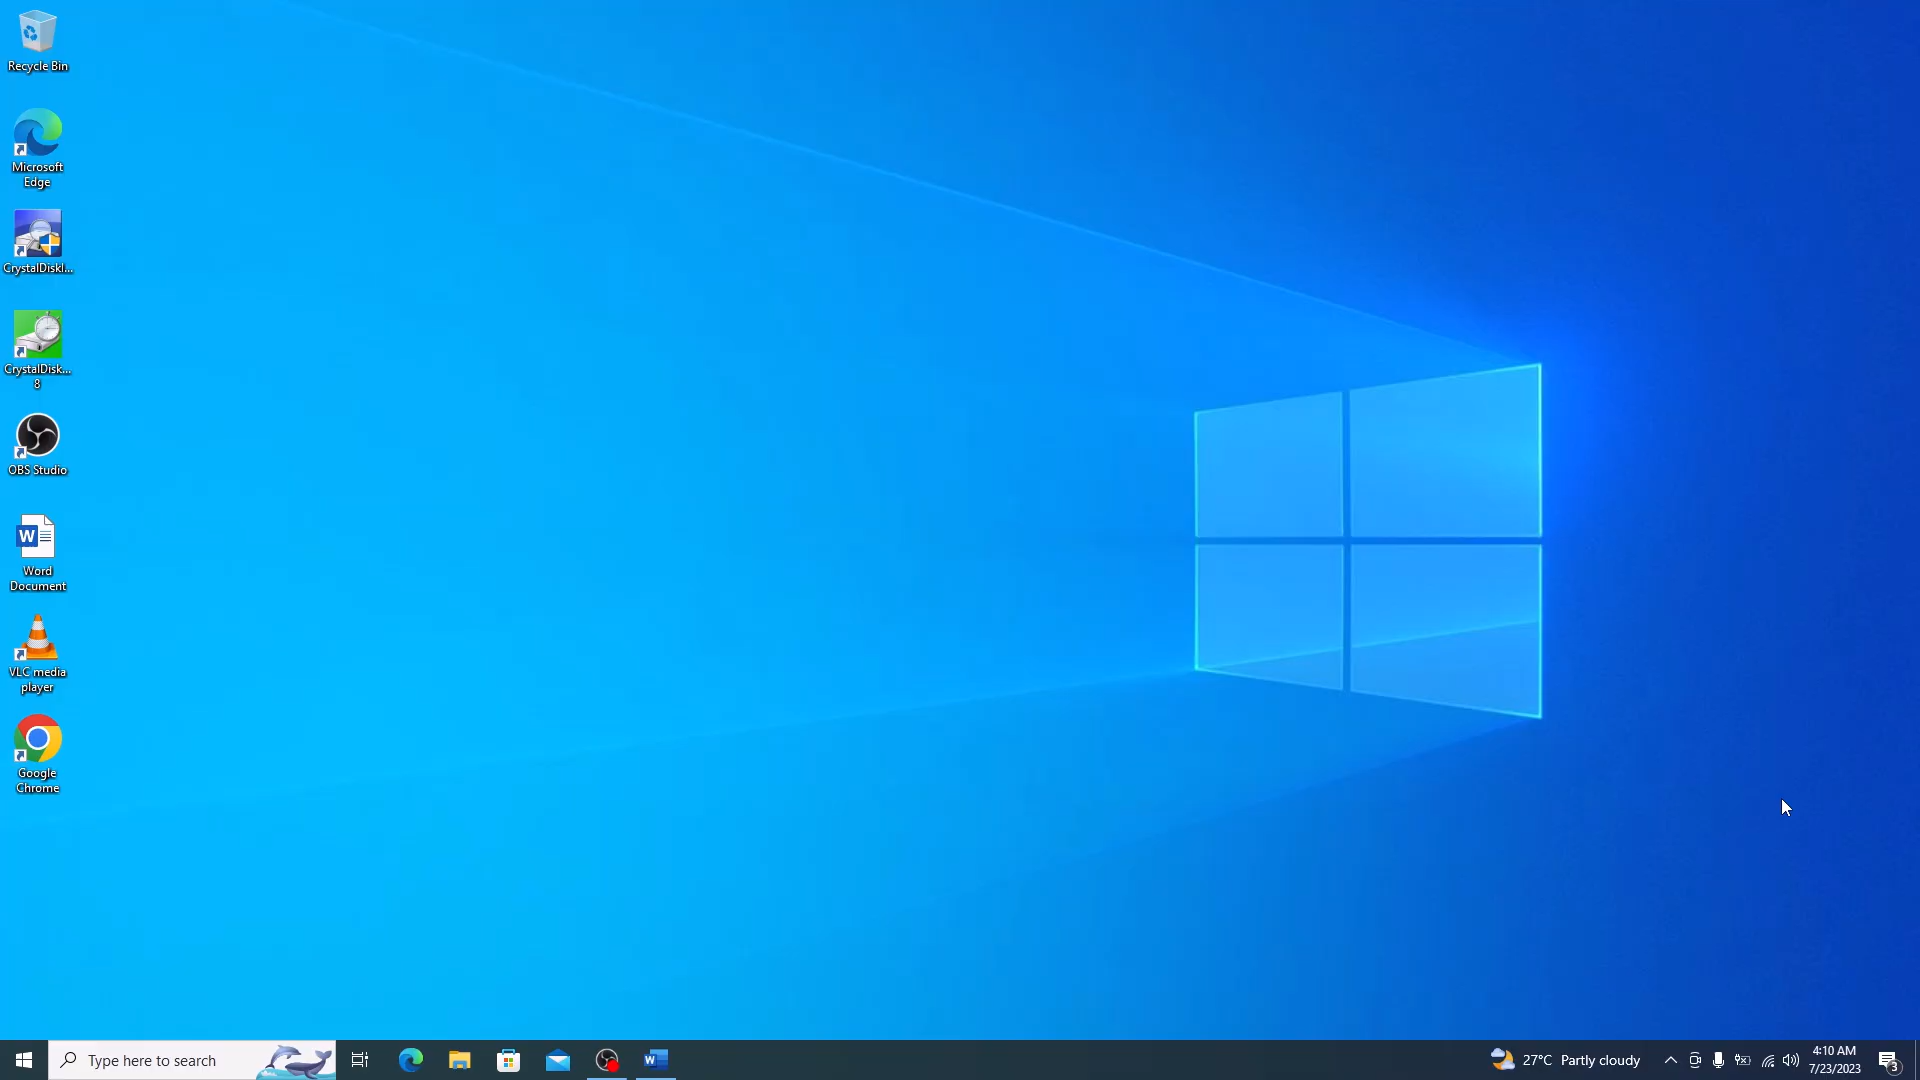 Recycle Bin
Microsoft
Edge
CrystalDiskI...
CrystalDisk...
8
OBS Studio
W
Word
Document
VLC media
player
Google
Chrome
Type here to search
W
27°C Partly cloudy
4:10 AM
7/23/2023
3